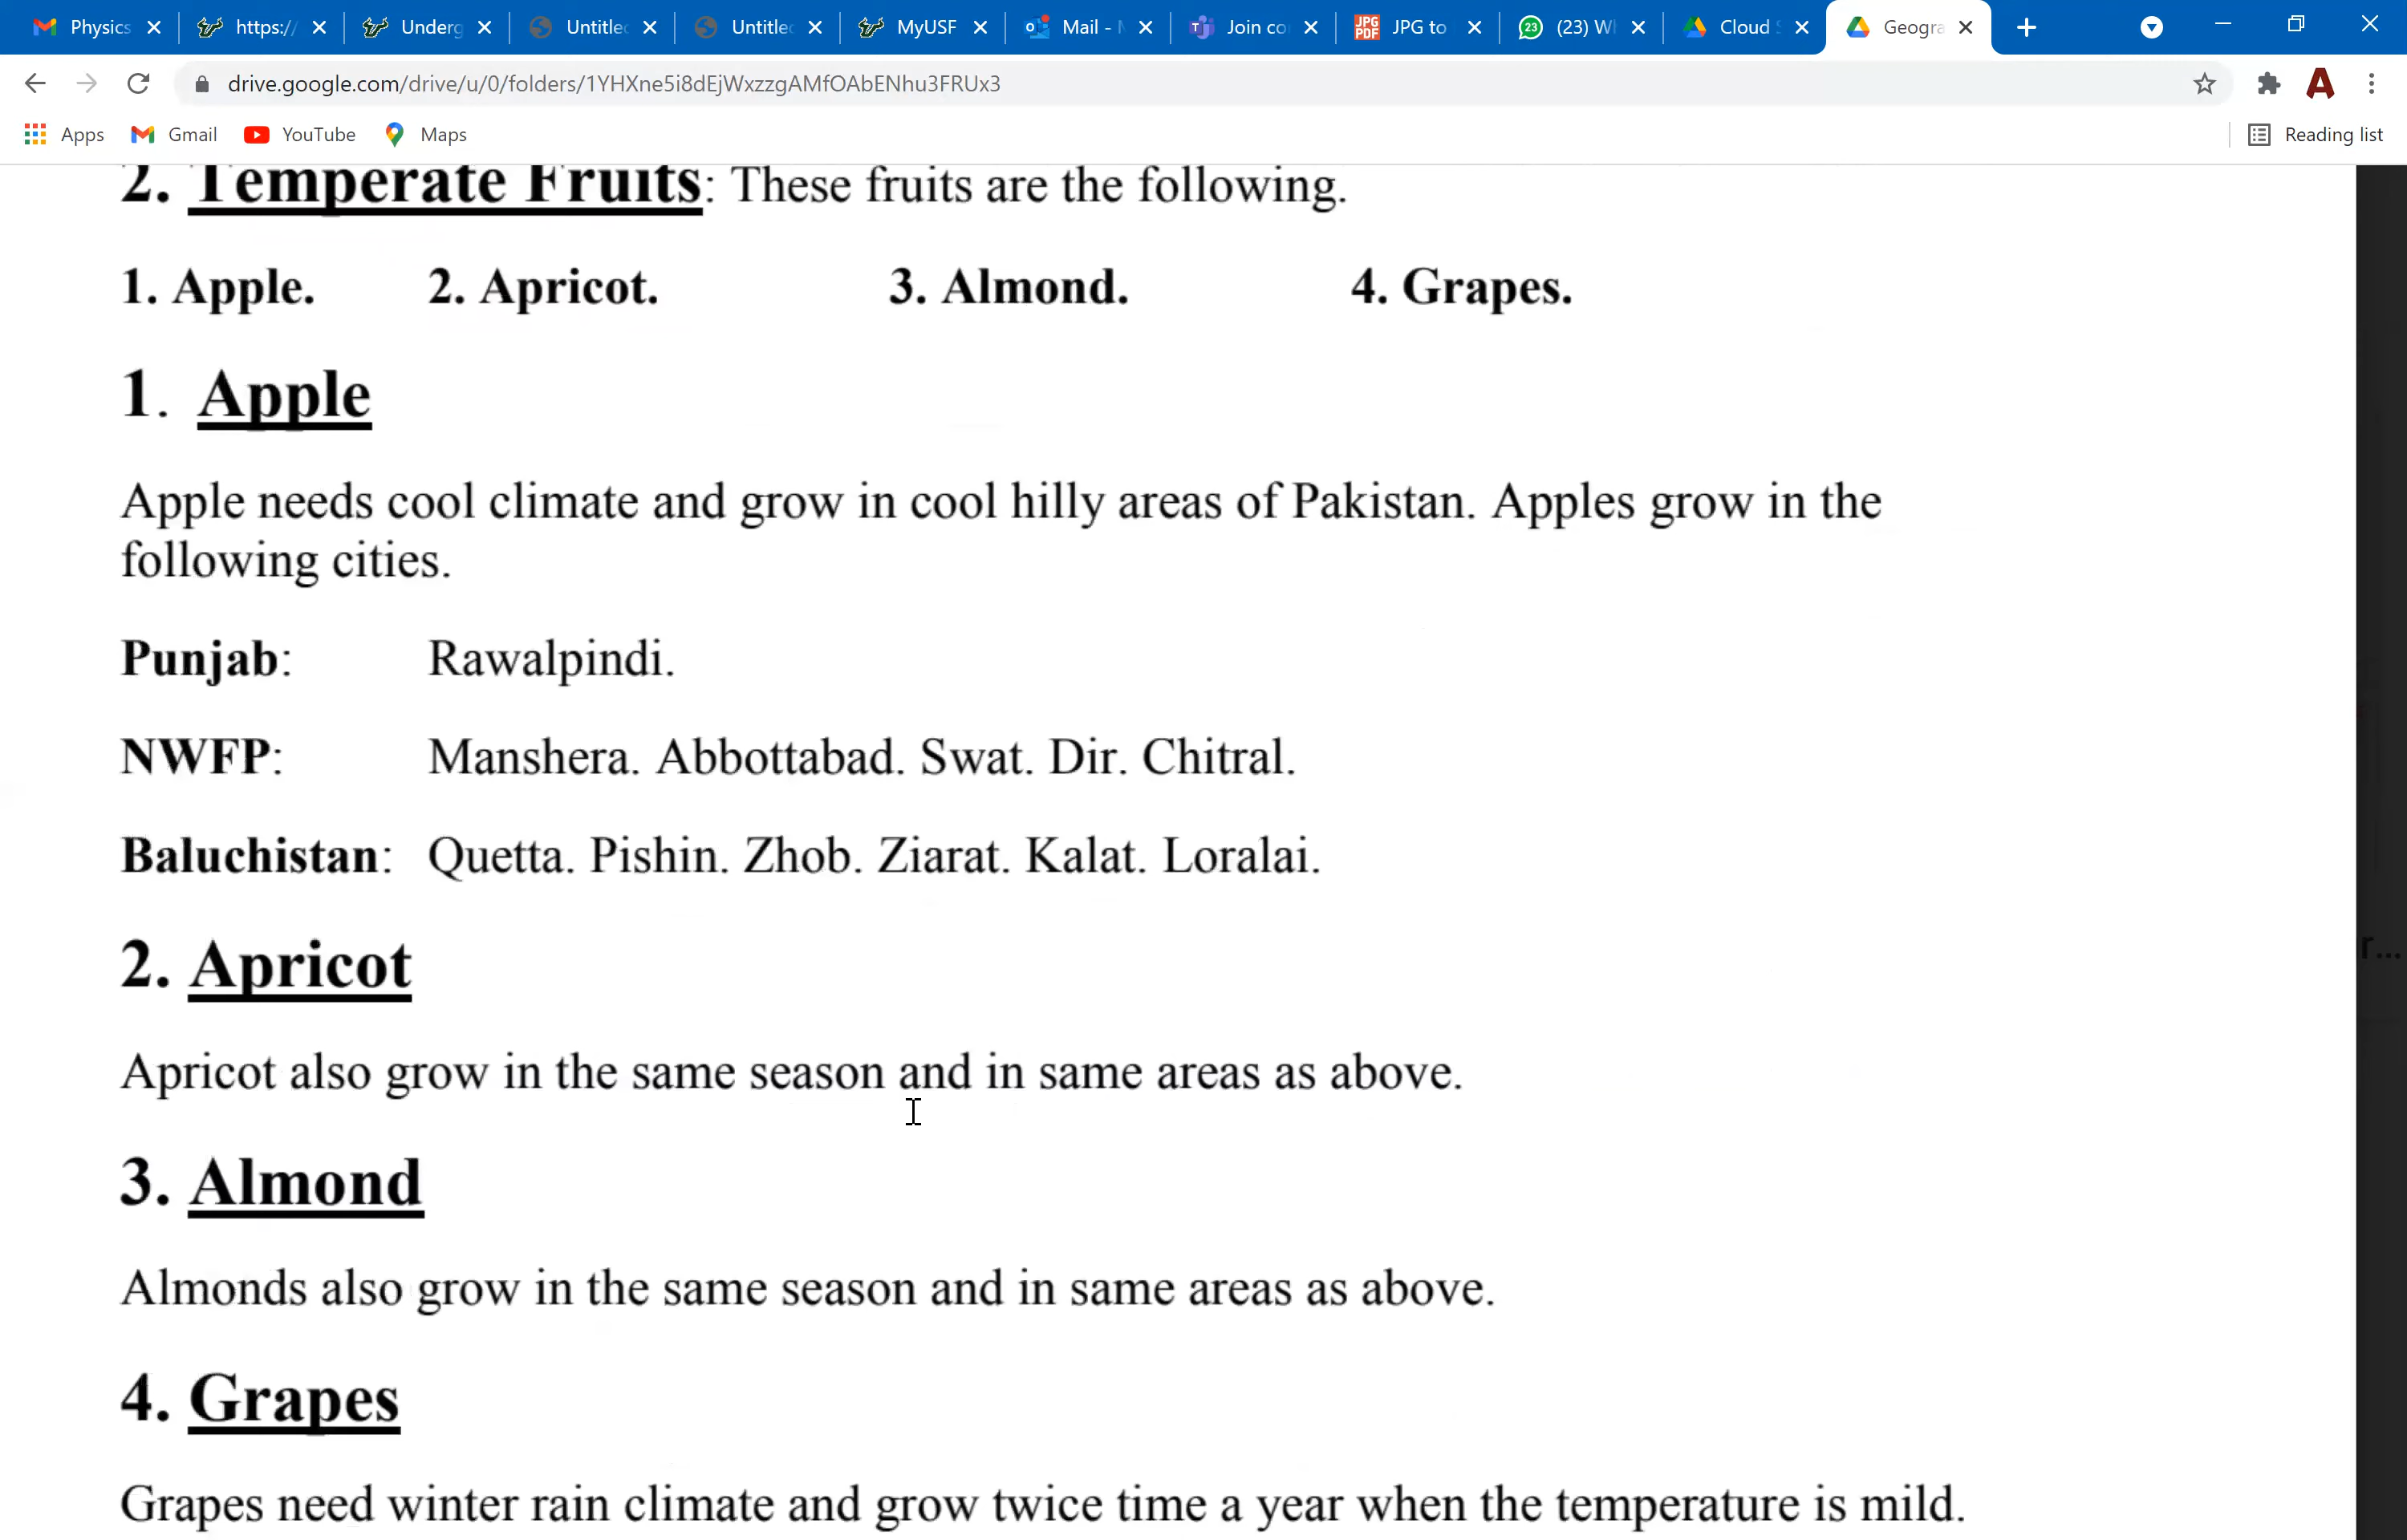 Physics https:// Underg Untitled Untitled MyUSF Mail - Join co JPG to (23) W Cloud Geogra
drive.google.com/drive/u/0/folders/1YHXne5i8dEjWxzzgAMfOAbENhu3FRUx3
Apps Gmail YouTube Maps Reading list
2. Temperate Fruits: These fruits are the following.
1. Apple. 2. Apricot. 3. Almond. 4. Grapes.
1. Apple
Apple needs cool climate and grow in cool hilly areas of Pakistan. Apples grow in the
following cities.
Punjab: Rawalpindi.
NWFP: Manshera. Abbottabad. Swat. Dir. Chitral.
Baluchistan: Quetta. Pishin. Zhob. Ziarat. Kalat. Loralai.
2. Apricot
Apricot also grow in the same season and in same areas as above.
3. Almond
Almonds also grow in the same season and in same areas as above.
4. Grapes
Grapes need winter rain climate and grow twice time a year when the temperature is mild.